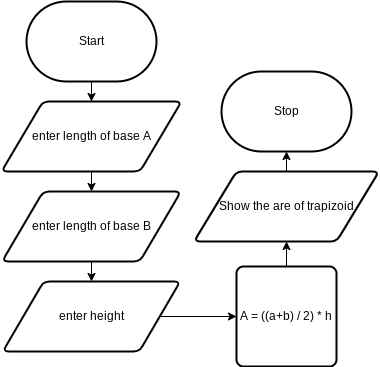 Start
enter length of base A
enter length of base B
enter height
A = ((a+b) / 2) * h
Show the are of trapizoid
Stop